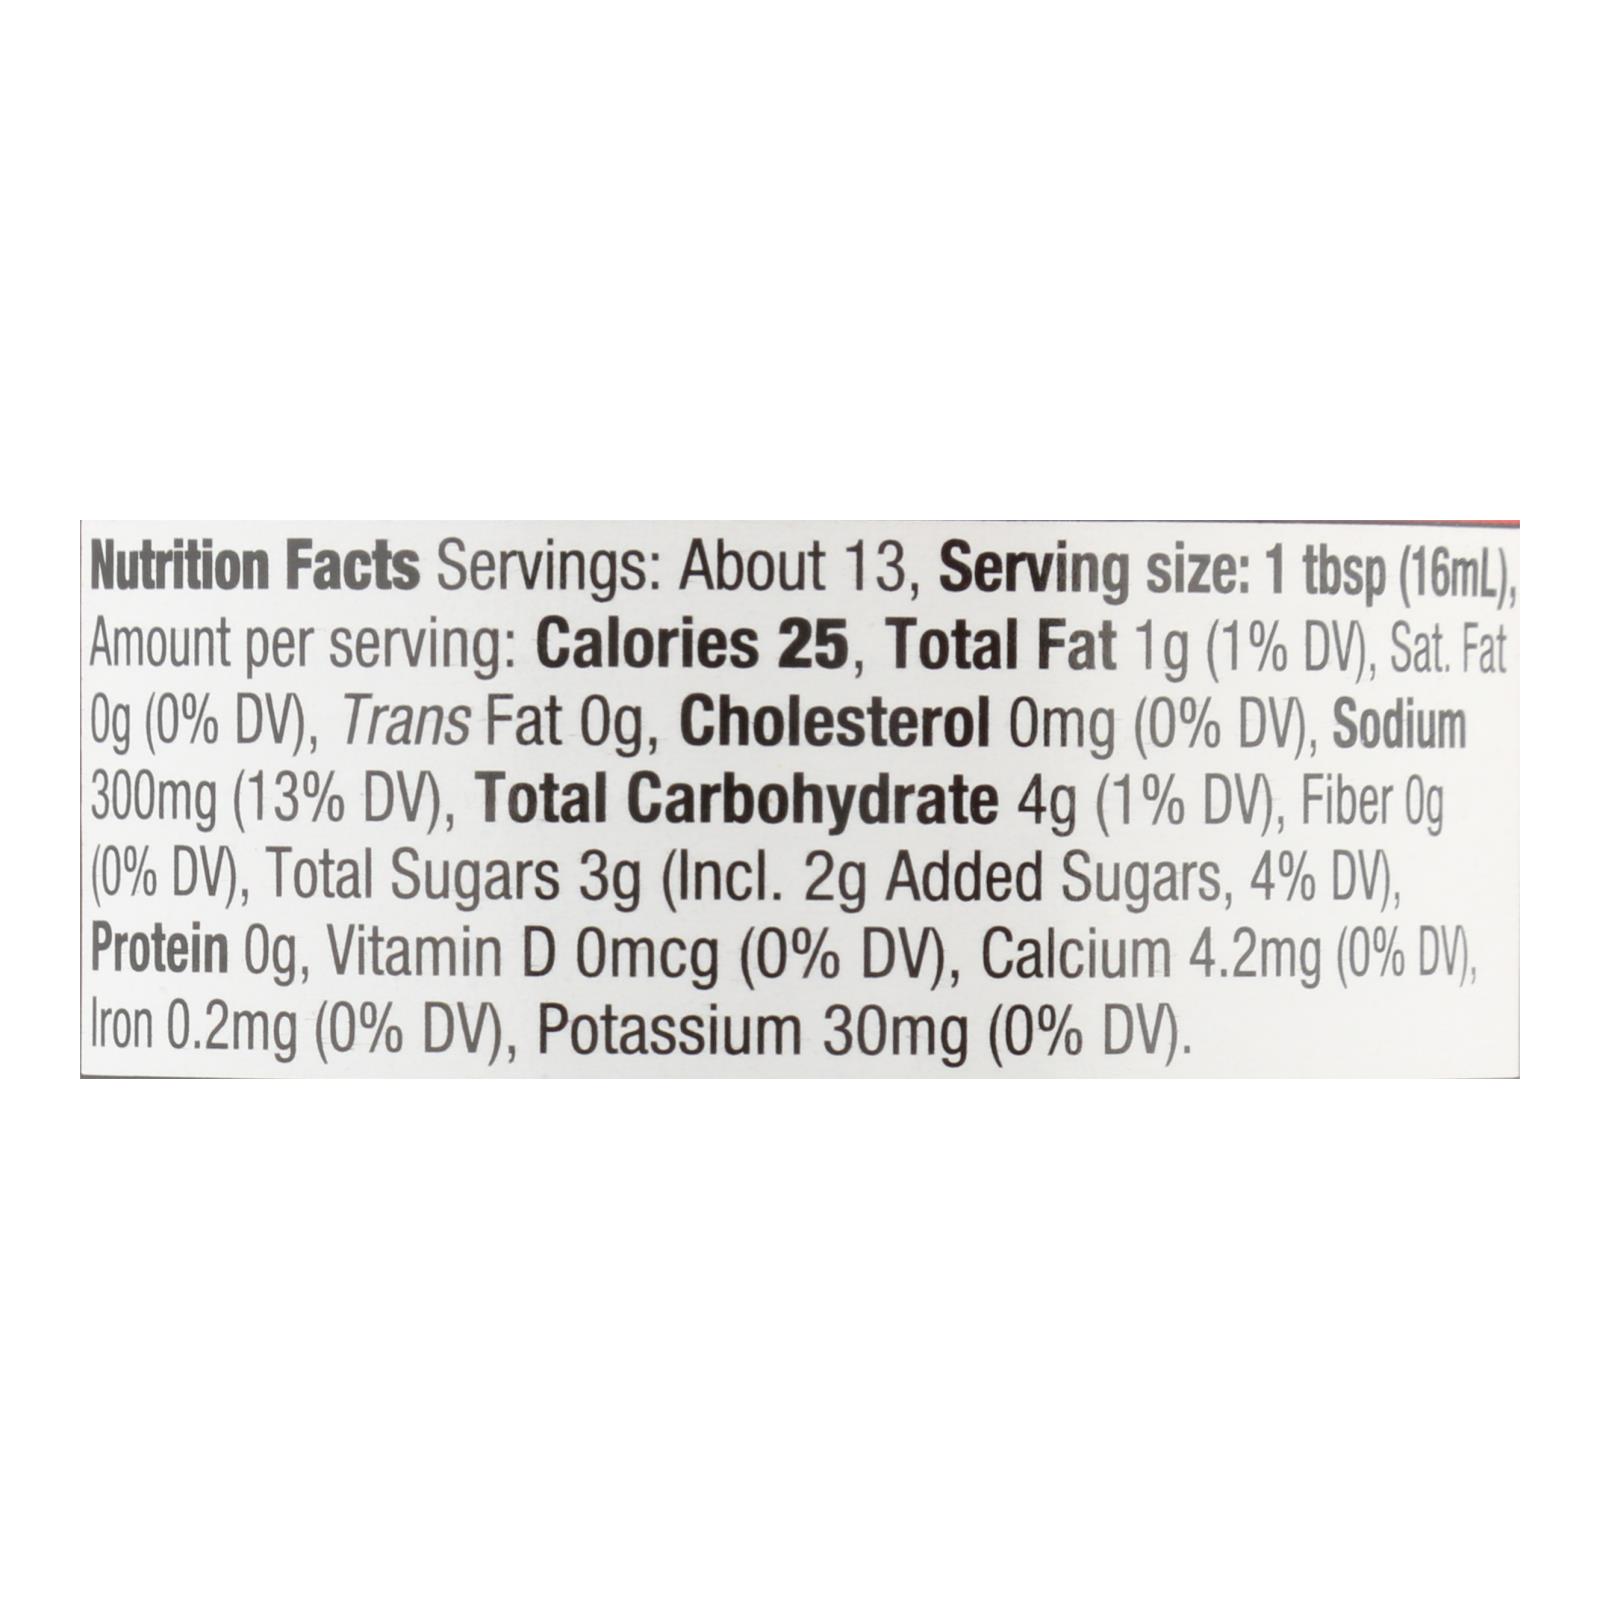 Nutrition Facts Servings: About 13, Serving size: 1 tbsp (16mL),
Amount per serving: Calories 25, Total Fat 1g (1% DV), Sat. Fat
0g (0% DV), Trans Fat 0g, Cholesterol 0mg (0% DV), Sodium
300mg (13% DV), Total Carbohydrate 4g (1% DV), Fiber 0g
(0% DV), Total Sugars 3g (Incl. 2g Added Sugars, 4% DV),
Protein 0g, Vitamin D 0mcg (0% DV), Calcium 4.2mg (0% DV),
Iron 0.2mg (0% DV), Potassium 30mg (0% DV).